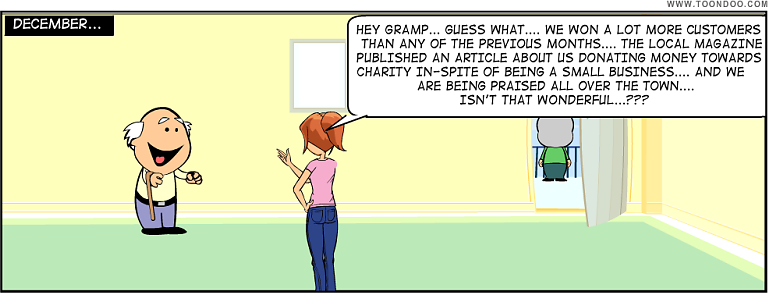 WWW.TOONDOO.COM
DECEMBER...
HEY GRAMP... GUESS WHAT.... WE WON A LOT MORE CUSTOMERS
THAN ANY OF THE PREVIOUS MONTHS.... THE LOCAL MAGAZINE
PUBLISHED AN ARTICLE ABOUT US DONATING MONEY TOWARDS
CHARITY IN-SPITE OF BEING A SMALL BUSINESS.... AND WE
ARE BEING PRAISED ALL OVER THE TOWN....
ISN'T THAT WONDERFUL...???